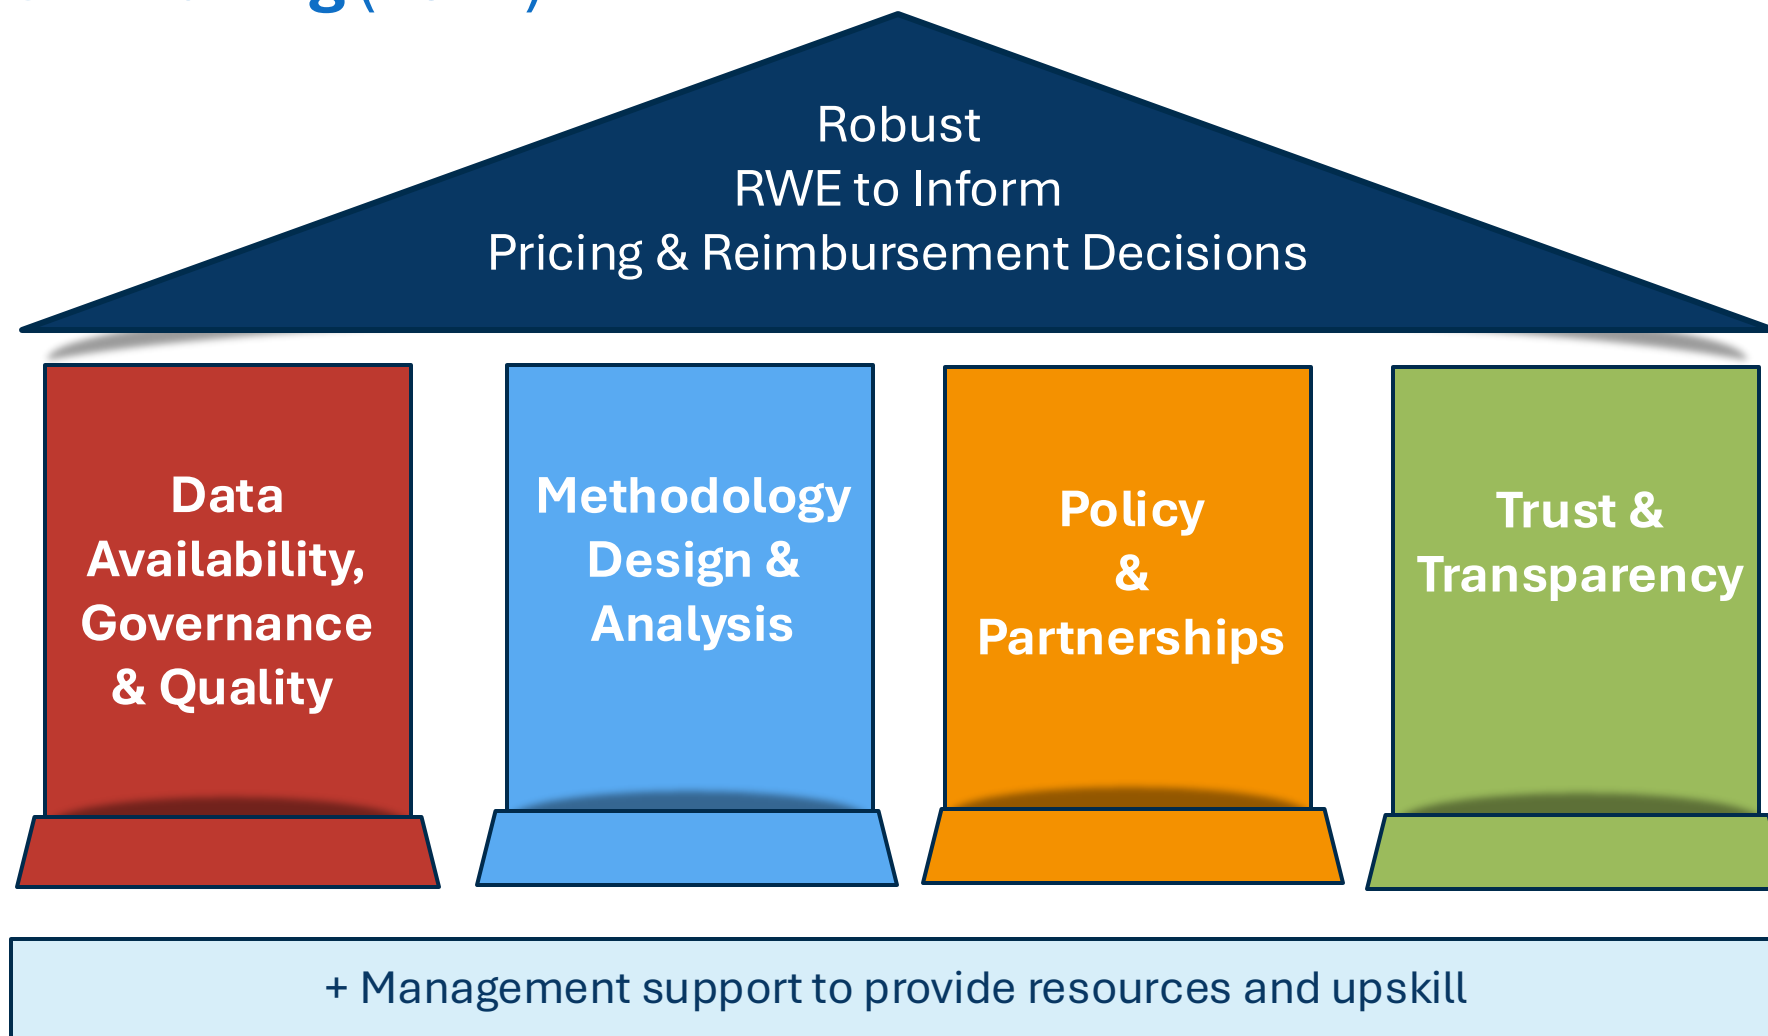 Robust
RWE to Inform
Pricing & Reimbursement Decisions
Data
Availability,
Governance
& Quality
Methodology
Design &
Analysis
Policy
&
Partnerships
Trust &
Transparency
+ Management support to provide resources and upskill